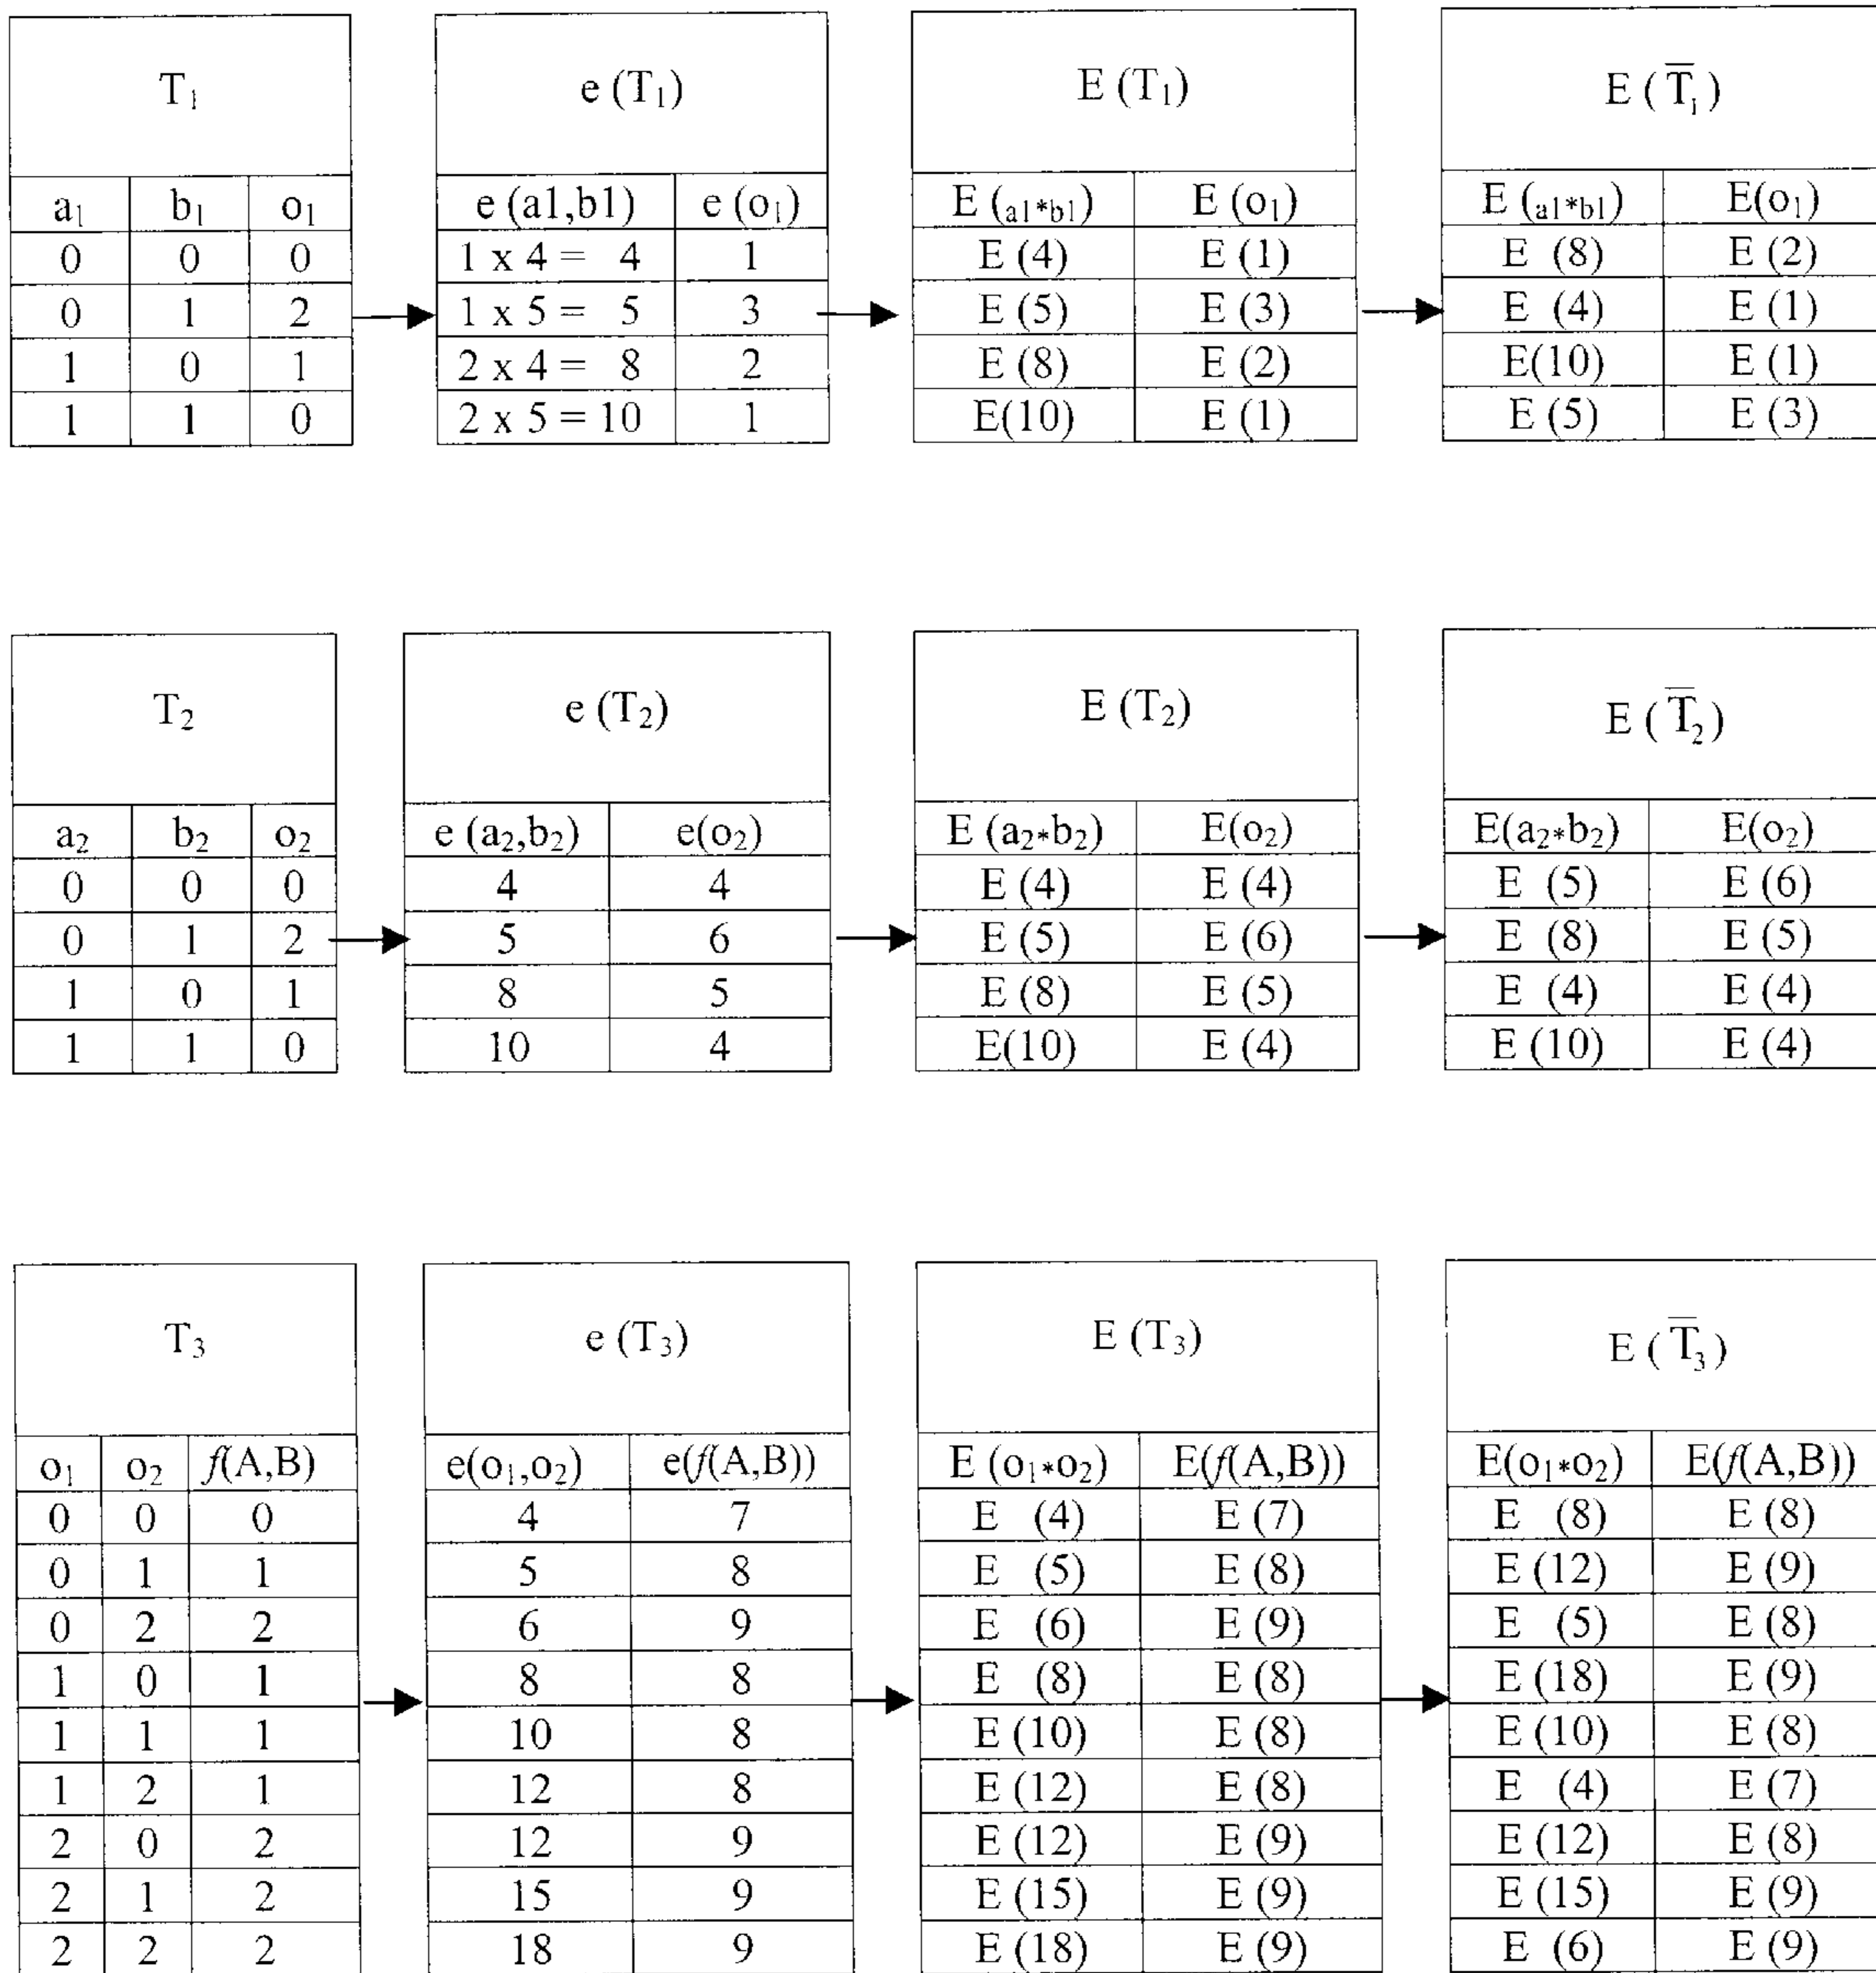 T₁ e (T₁) E (T₁) E ( T̅₁ )
a₁ b₁ o₁ e (a1,b1) e (o₁) E (a1*b1) E (o₁) E (a1*b1) E(o₁)
0 0 0 1 x 4 = 4 1 E (4) E (1) E (8) E (2)
0 1 2 1 x 5 = 5 3 E (5) E (3) E (4) E (1)
1 0 1 2 x 4 = 8 2 E (8) E (2) E(10) E (1)
1 1 0 2 x 5 = 10 1 E(10) E (1) E (5) E (3)
T₂ e (T₂) E (T₂) E ( T̅₂ )
a₂ b₂ o₂ e (a₂,b₂) e(o₂) E (a₂*b₂) E(o₂) E(a₂*b₂) E(o₂)
0 0 0 4 4 E (4) E (4) E (5) E (6)
0 1 2 5 6 E (5) E (6) E (8) E (5)
1 0 1 8 5 E (8) E (5) E (4) E (4)
1 1 0 10 4 E(10) E (4) E (10) E (4)
T₃ e (T₃) E (T₃) E ( T̅₃ )
o₁ o₂ f(A,B) e(o₁,o₂) e(f(A,B)) E (o₁*o₂) E(f(A,B)) E(o₁*o₂) E(f(A,B))
0 0 0 4 7 E (4) E (7) E (8) E (8)
0 1 1 5 8 E (5) E (8) E (12) E (9)
0 2 2 6 9 E (6) E (9) E (5) E (8)
1 0 1 8 8 E (8) E (8) E (18) E (9)
1 1 1 10 8 E (10) E (8) E (10) E (8)
1 2 1 12 8 E (12) E (8) E (4) E (7)
2 0 2 12 9 E (12) E (9) E (12) E (8)
2 1 2 15 9 E (15) E (9) E (15) E (9)
2 2 2 18 9 E (18) E (9) E (6) E (9)